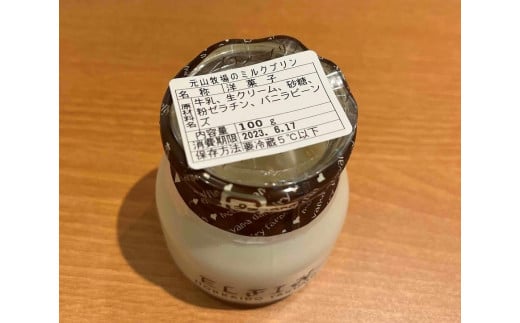 元山牧場のミルクプリン
名称 洋菓子
原材料名 牛乳、生クリーム、砂糖、
粉ゼラチン、バニラビーン
ズ
内容量 100g
消費期限 2023.6.17
保存方法 要冷蔵5℃以下
HOKKAIDO